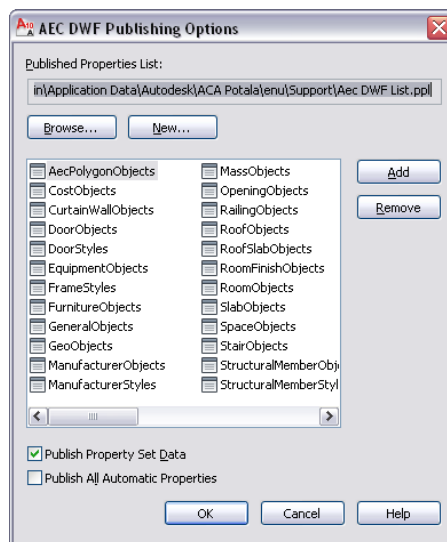 AEC DWF Publishing Options
Published Properties List:
in\Application Data\Autodesk\ACA Potala\enu\Support\Aec DWF List.ppl
Browse... New...
AecPolygonObjects MassObjects Add
CostObjects OpeningObjects
CurtainWallObjects RailingObjects Remove
DoorObjects RoofObjects
DoorStyles RoofSlabObjects
EquipmentObjects RoomFinishObjects
FrameStyles RoomObjects
FurnitureObjects SlabObjects
GeneralObjects SpaceObjects
GeoObjects StairObjects
ManufacturerObjects StructuralMemberObj
ManufacturerStyles StructuralMemberStyl
Publish Property Set Data
Publish All Automatic Properties
OK Cancel Help